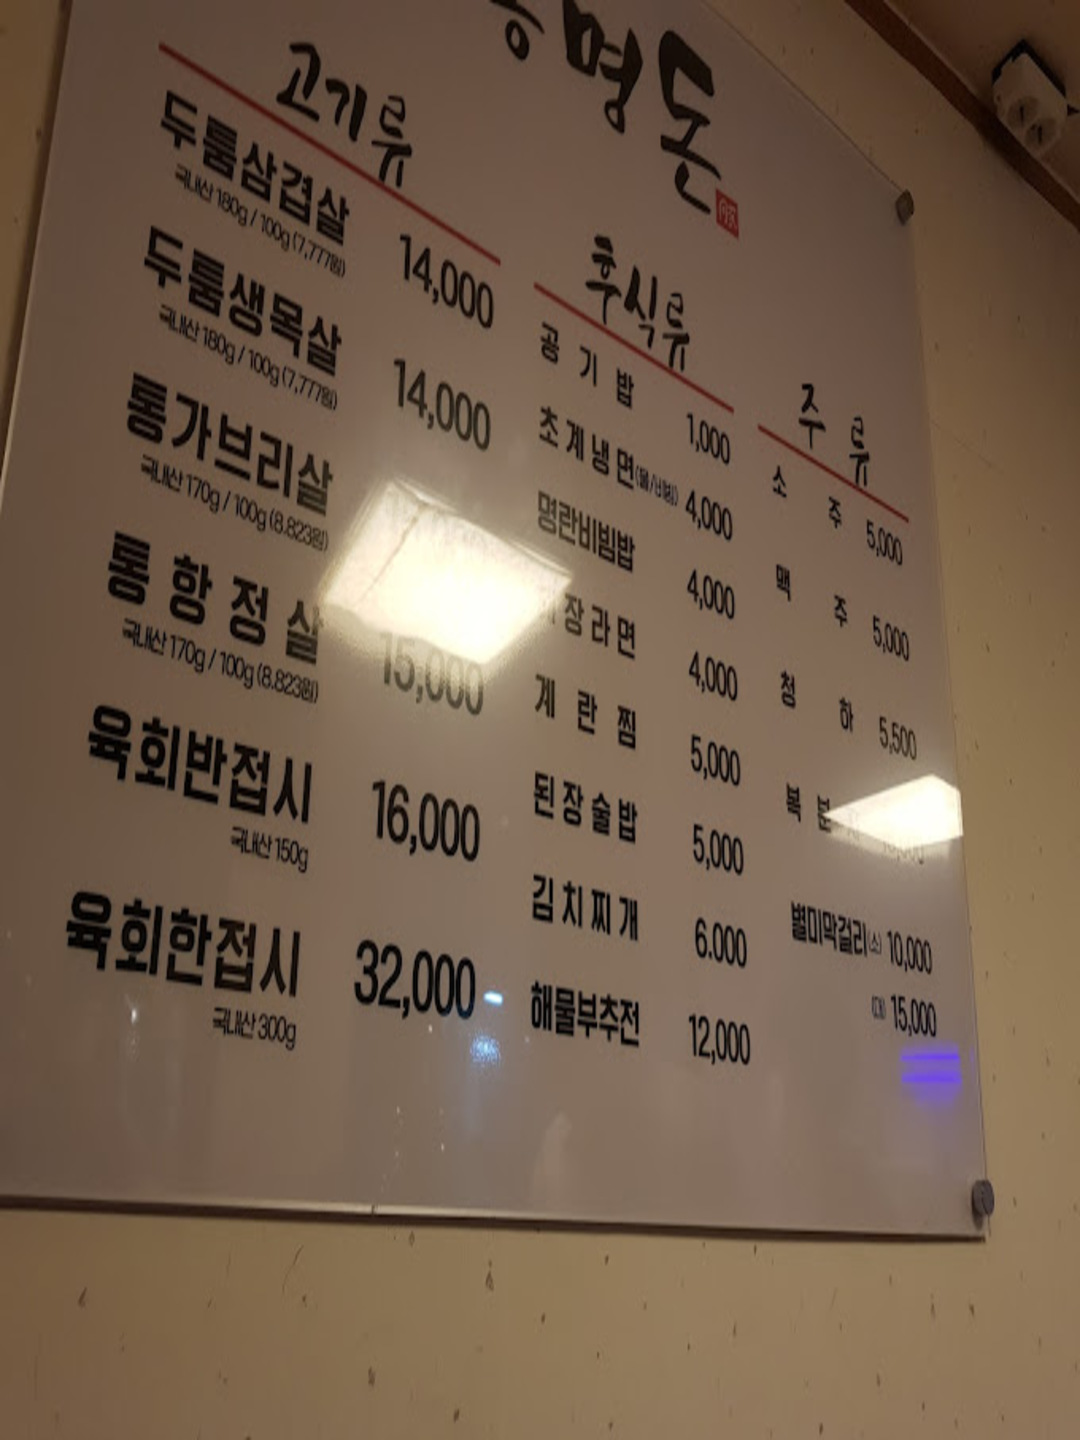 명돈
고기류
두툼삼겹살 14,000
국내산 180g / 100g (7,777원)
두툼생목살 14,000
국내산 180g / 100g (7,777원)
통가브리살
국내산 170g / 100g (8.823원)
통항정살 15,000
국내산 170g / 100g (8.823원)
육회반접시 16,000
국내산 150g
육회한접시 32,000
국내산 300g
후식류
공기밥 1,000
초계냉면(물/비빔) 4,000
명란비빔밥 4,000
장라면 4,000
계란찜 5,000
된장술밥 5,000
김치찌개 6.000
해물부추전 12,000
주류
소주 5,000
맥주 5,000
청하 5,500
복분
별미막걸리(소) 10,000
(대) 15,000